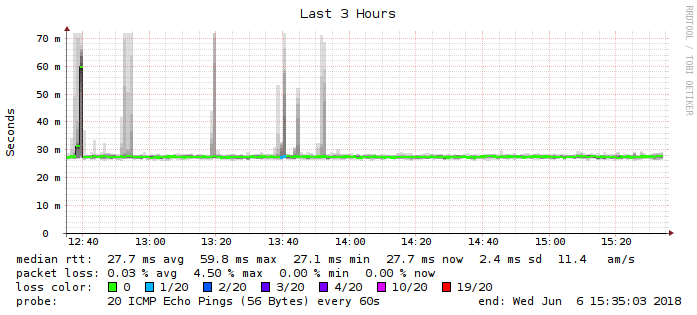 Last 3 Hours
RRDTOOL / TOBI OETIKER
Seconds
70 m
60 m
50 m
40 m
30 m
20 m
10 m
0
12:40 13:00 13:20 13:40 14:00 14:20 14:40 15:00 15:20
median rtt: 27.7 ms avg 59.8 ms max 27.1 ms min 27.7 ms now 2.4 ms sd 11.4 am/s
packet loss: 0.03 % avg 4.50 % max 0.00 % min 0.00 % now
loss color: 0 1/20 2/20 3/20 4/20 10/20 19/20
probe: 20 ICMP Echo Pings (56 Bytes) every 60s end: Wed Jun 6 15:35:03 2018